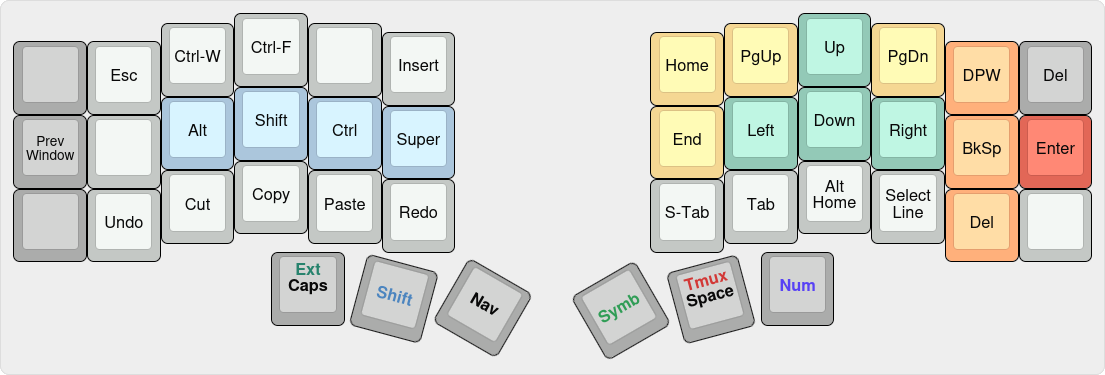 Esc
Ctrl-W
Ctrl-F
Insert
Home
PgUp
Up
PgDn
DPW
Del
Prev
Window
Alt
Shift
Ctrl
Super
End
Left
Down
Right
BkSp
Enter
Undo
Cut
Copy
Paste
Redo
S-Tab
Tab
Alt
Home
Select
Line
Del
Ext
Caps
Shift
Nav
Symb
Tmux
Space
Num